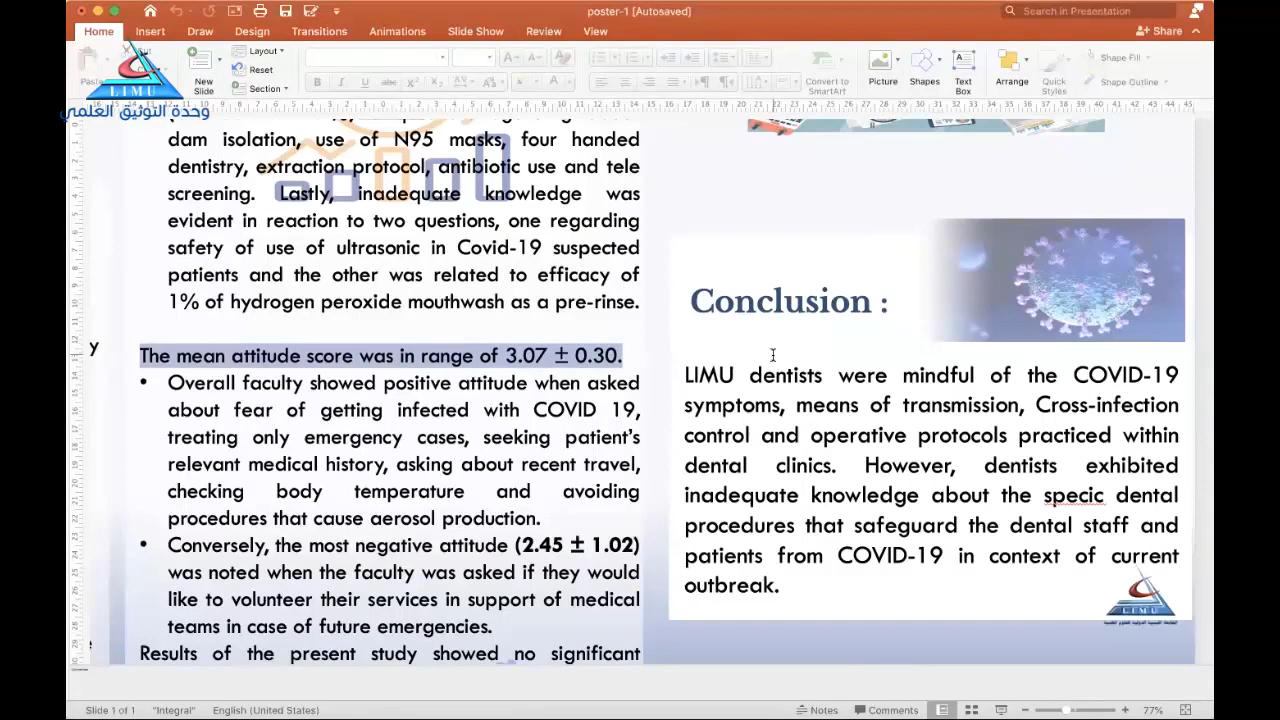 poster-1 [Autosaved]
Search in Presentation
Home Insert Draw Design Transitions Animations Slide Show Review View Share
Cut
Paste
New Slide
Layout
Reset
Section
B I U abc
Convert to SmartArt
Picture
Shapes
Text Box
Arrange
Quick Styles
Shape Fill
Shape Outline
LIMU
وحدة التوثيق العلمي
dam isolation, use of N95 masks, four handed
dentistry, extraction protocol, antibiotic use and tele
screening. Lastly, inadequate knowledge was
evident in reaction to two questions, one regarding
safety of use of ultrasonic in Covid-19 suspected
patients and the other was related to efficacy of
1% of hydrogen peroxide mouthwash as a pre-rinse.
y
The mean attitude score was in range of 3.07 ± 0.30.
• Overall faculty showed positive attitude when asked
about fear of getting infected with COVID 19,
treating only emergency cases, seeking patient's
relevant medical history, asking about recent travel,
checking body temperature and avoiding
procedures that cause aerosol production.
• Conversely, the most negative attitude (2.45 ± 1.02)
was noted when the faculty was asked if they would
like to volunteer their services in support of medical
teams in case of future emergencies.
Results of the present study showed no significant
Conclusion :
LIMU dentists were mindful of the COVID-19
symptoms, means of transmission, Cross-infection
control and operative protocols practiced within
dental clinics. However, dentists exhibited
inadequate knowledge about the specic dental
procedures that safeguard the dental staff and
patients from COVID-19 in context of current
outbreak.
LIMU
Slide 1 of 1 "Integral" English (United States)
Notes Comments 77%